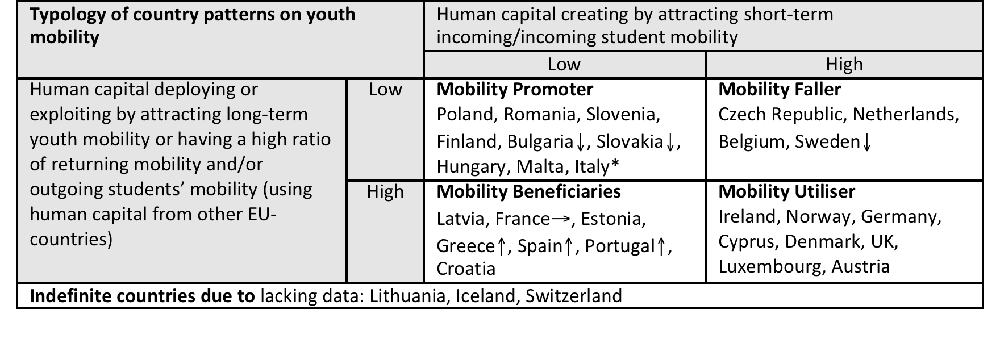 Typology of country patterns on youth
mobility
Human capital creating by attracting short-term
incoming/incoming student mobility
Low
High
Human capital deploying or
exploiting by attracting long-term
youth mobility or having a high ratio
of returning mobility and/or
outgoing students’ mobility (using
human capital from other EU-
countries)
Low
Mobility Promoter
Poland, Romania, Slovenia,
Finland, Bulgaria↓, Slovakia↓,
Hungary, Malta, Italy*
Mobility Faller
Czech Republic, Netherlands,
Belgium, Sweden↓
High
Mobility Beneficiaries
Latvia, France→, Estonia,
Greece↑, Spain↑, Portugal↑,
Croatia
Mobility Utiliser
Ireland, Norway, Germany,
Cyprus, Denmark, UK,
Luxembourg, Austria
Indefinite countries due to lacking data: Lithuania, Iceland, Switzerland